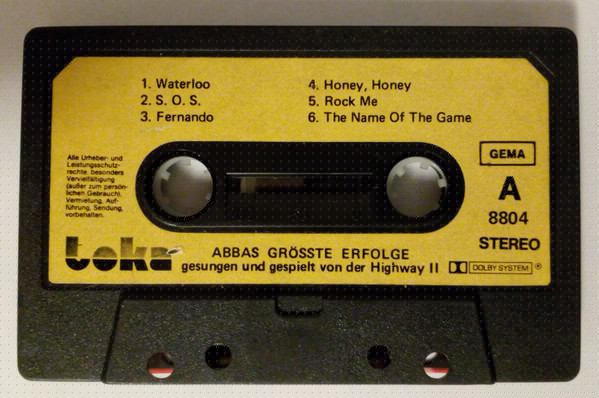 1. Waterloo
2. S. O. S.
3. Fernando
4. Honey, Honey
5. Rock Me
6. The Name Of The Game
Alle Urheber- und
Leistungsschutz-
rechte, besonders
Vervielfältigung
(außer zum persön-
lichen Gebrauch),
Vermietung, Auf-
führung, Sendung,
vorbehalten.
GEMA
A
8804
STEREO
toka
ABBAS GRÖSSTE ERFOLGE
gesungen und gespielt von der Highway II
DOLBY SYSTEM ®